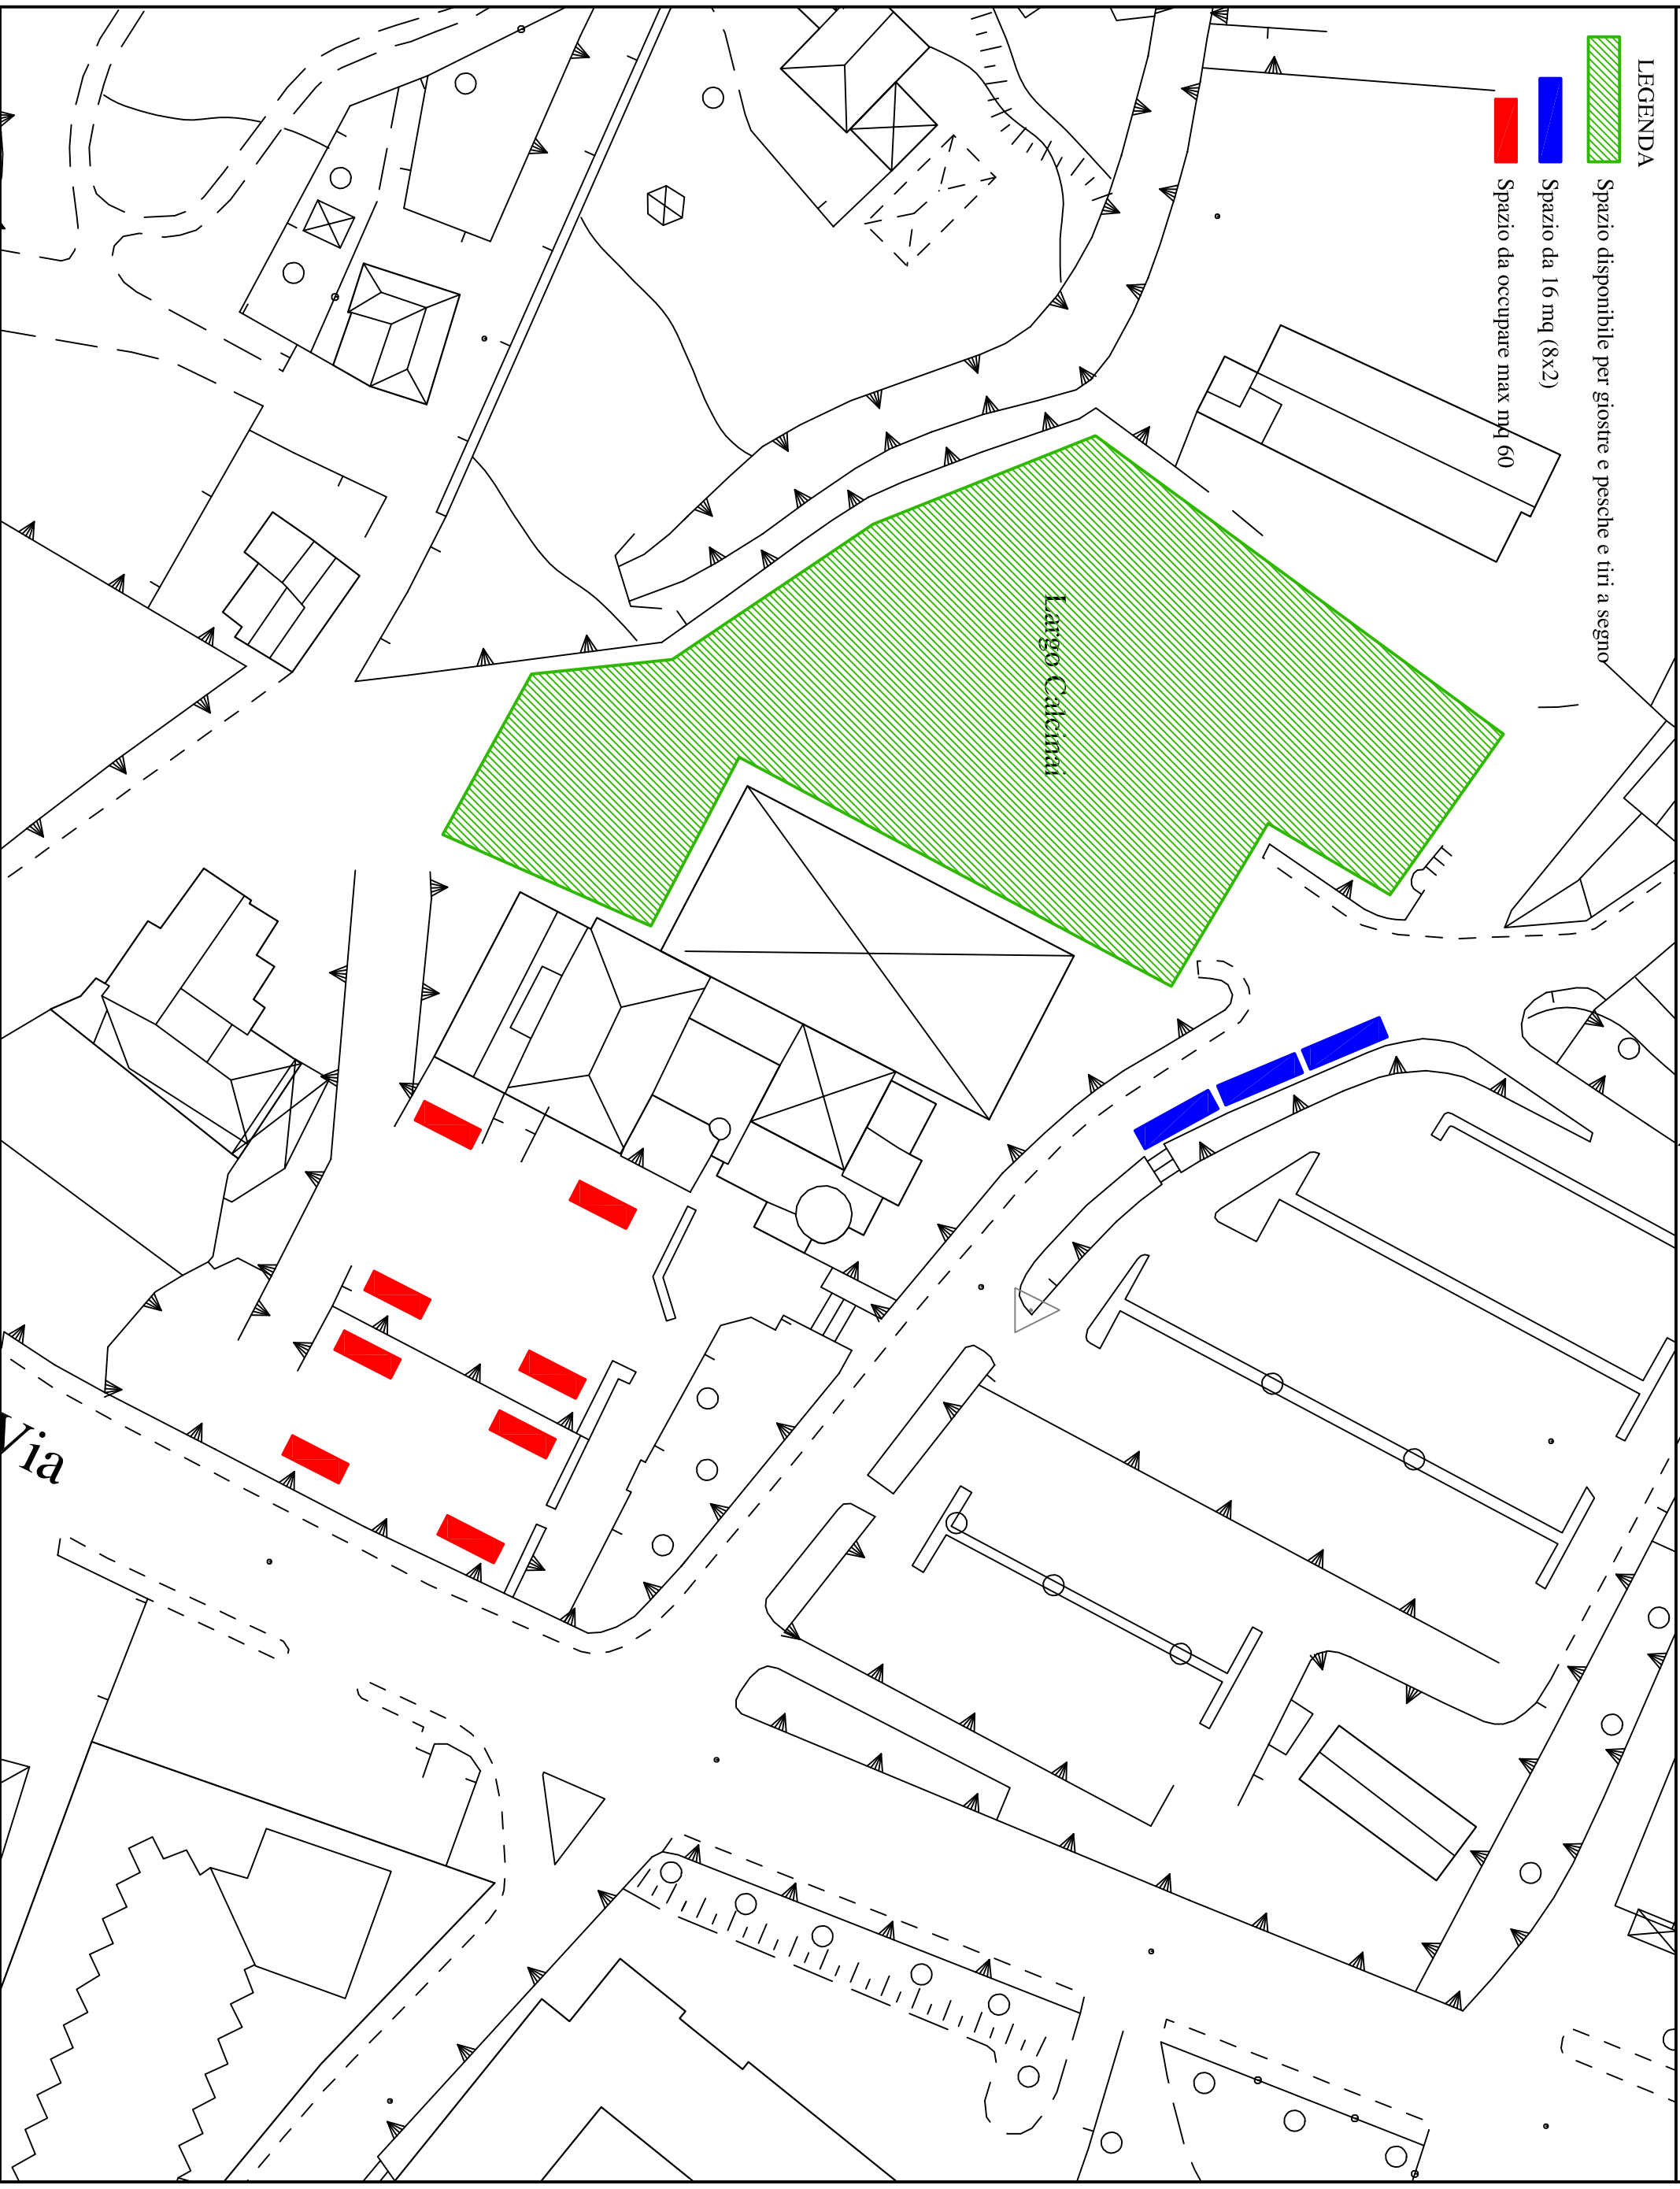 LEGENDA
Spazio disponibile per giostre e pesche e tiri a segno
Spazio da 16 mq (8x2)
Spazio da occupare max mq 60
Largo Calcinai
Via